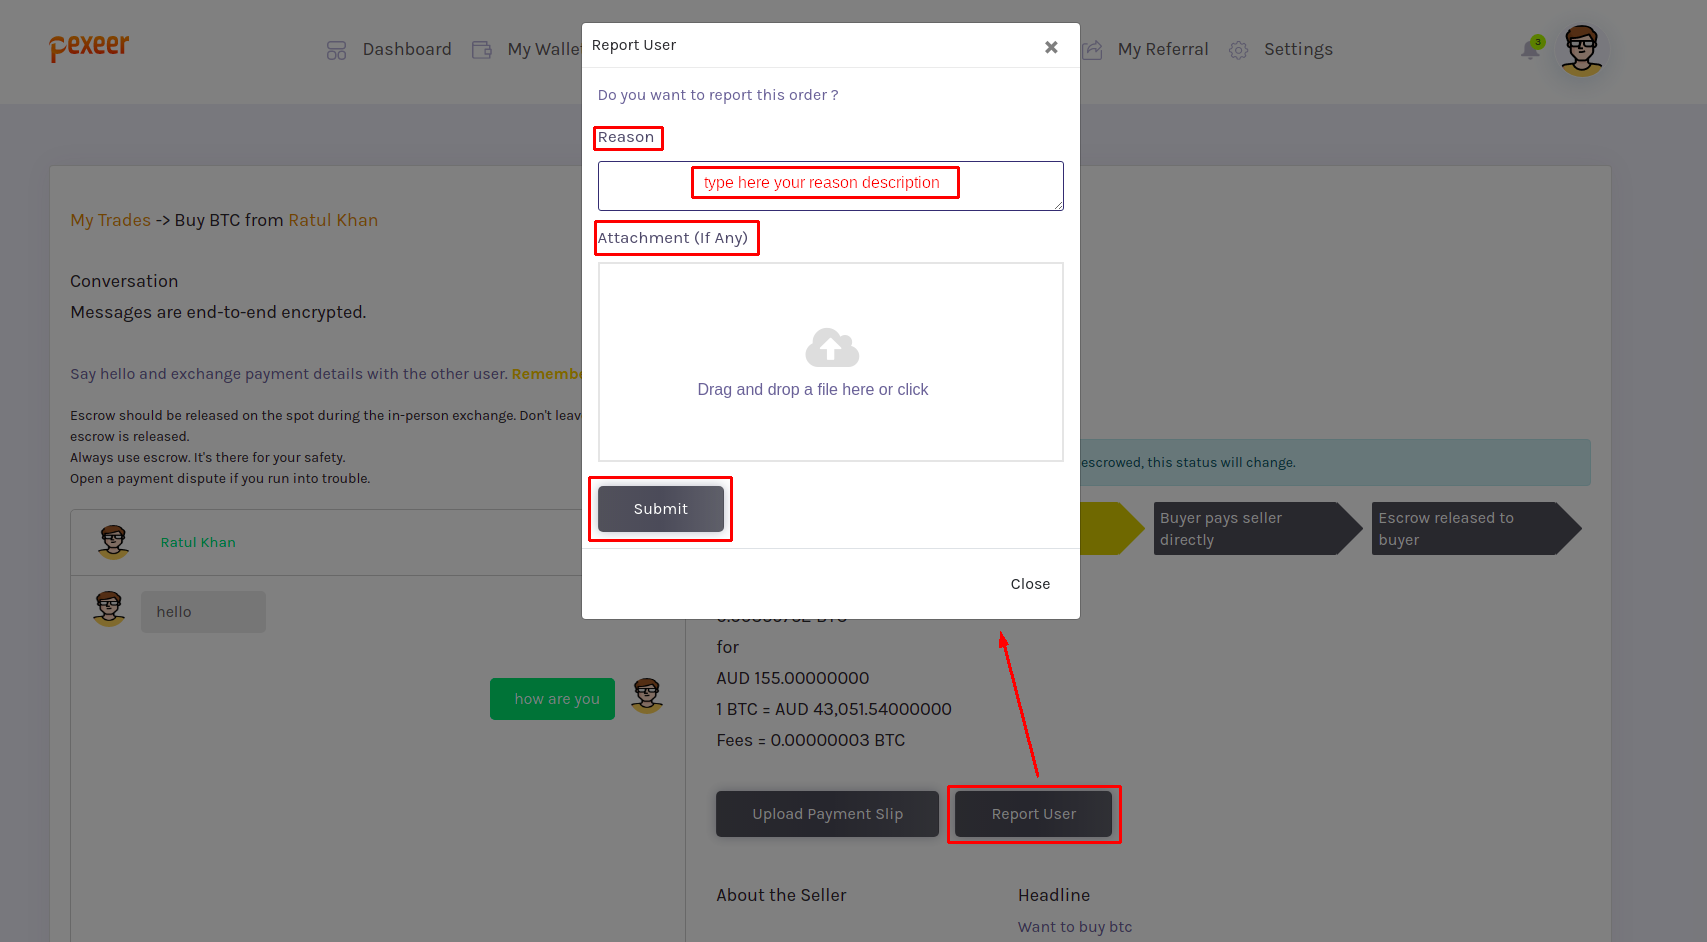 pexeer
Dashboard
My Walle
My Referral
Settings
3
Report User
Do you want to report this order ?
Reason
type here your reason description
Attachment (If Any)
Drag and drop a file here or click
Submit
Close
My Trades -> Buy BTC from Ratul Khan
Conversation
Messages are end-to-end encrypted.
Say hello and exchange payment details with the other user. Rememb
Escrow should be released on the spot during the in-person exchange. Don't leav
escrow is released.
Always use escrow. It's there for your safety.
Open a payment dispute if you run into trouble.
Ratul Khan
hello
how are you
escrowed, this status will change.
Buyer pays seller
directly
Escrow released to
buyer
BTC
for
AUD 155.00000000
1 BTC = AUD 43,051.54000000
Fees = 0.00000003 BTC
Upload Payment Slip
Report User
About the Seller
Headline
Want to buy btc